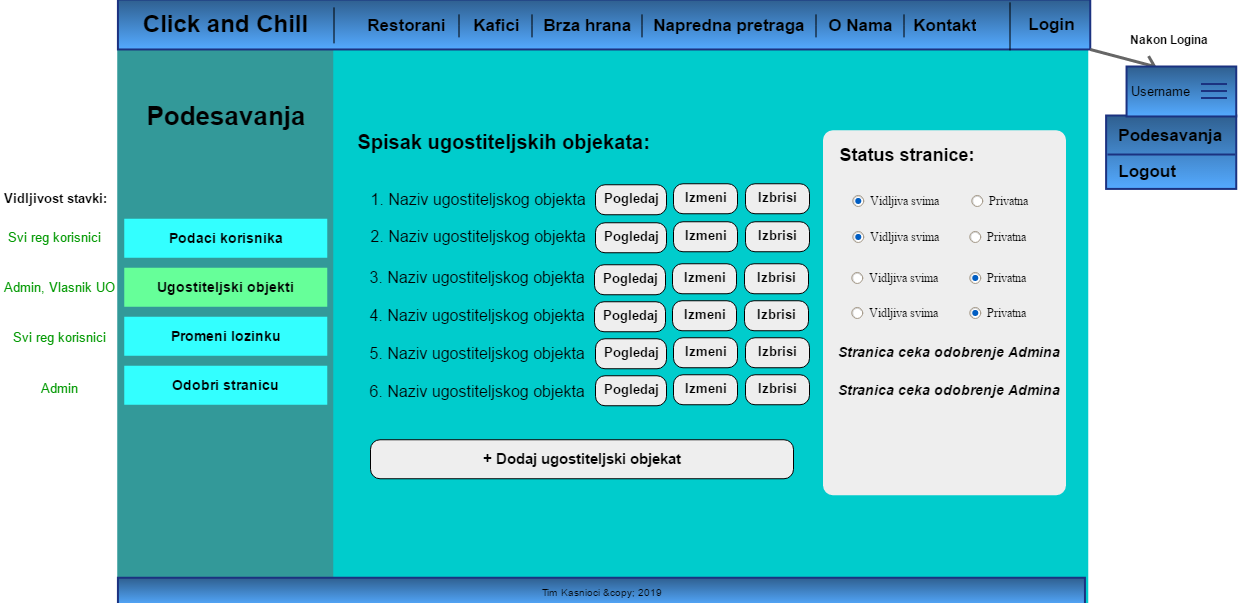 Click and Chill
Restorani
Kafici
Brza hrana
Napredna pretraga
O Nama
Kontakt
Login
Nakon Logina
Username
Podesavanja
Logout
Podesavanja
Vidljivost stavki:
Svi reg korisnici
Podaci korisnika
Admin, Vlasnik UO
Ugostiteljski objekti
Svi reg korisnici
Promeni lozinku
Admin
Odobri stranicu
Spisak ugostiteljskih objekata:
Status stranice:
1. Naziv ugostiteljskog objekta Pogledaj Izmeni Izbrisi Vidljiva svima Privatna
2. Naziv ugostiteljskog objekta Pogledaj Izmeni Izbrisi Vidljiva svima Privatna
3. Naziv ugostiteljskog objekta Pogledaj Izmeni Izbrisi Vidljiva svima Privatna
4. Naziv ugostiteljskog objekta Pogledaj Izmeni Izbrisi Vidljiva svima Privatna
5. Naziv ugostiteljskog objekta Pogledaj Izmeni Izbrisi Stranica ceka odobrenje Admina
6. Naziv ugostiteljskog objekta Pogledaj Izmeni Izbrisi Stranica ceka odobrenje Admina
+ Dodaj ugostiteljski objekat
Tim Kasnioci &copy; 2019